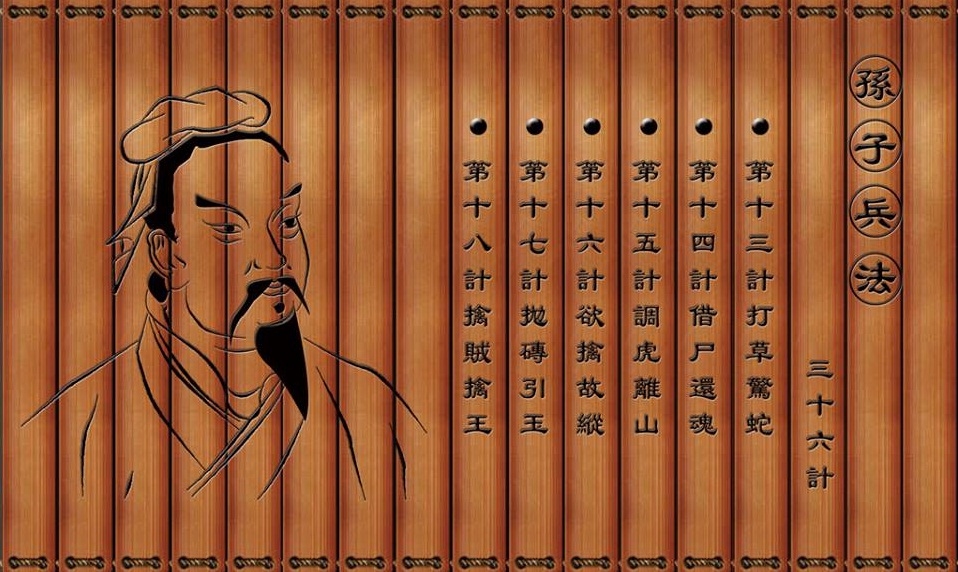 孫子兵法
三十六計
第十三計打草驚蛇
第十四計借尸還魂
第十五計調虎離山
第十六計欲擒故縱
第十七計拋磚引玉
第十八計擒賊擒王